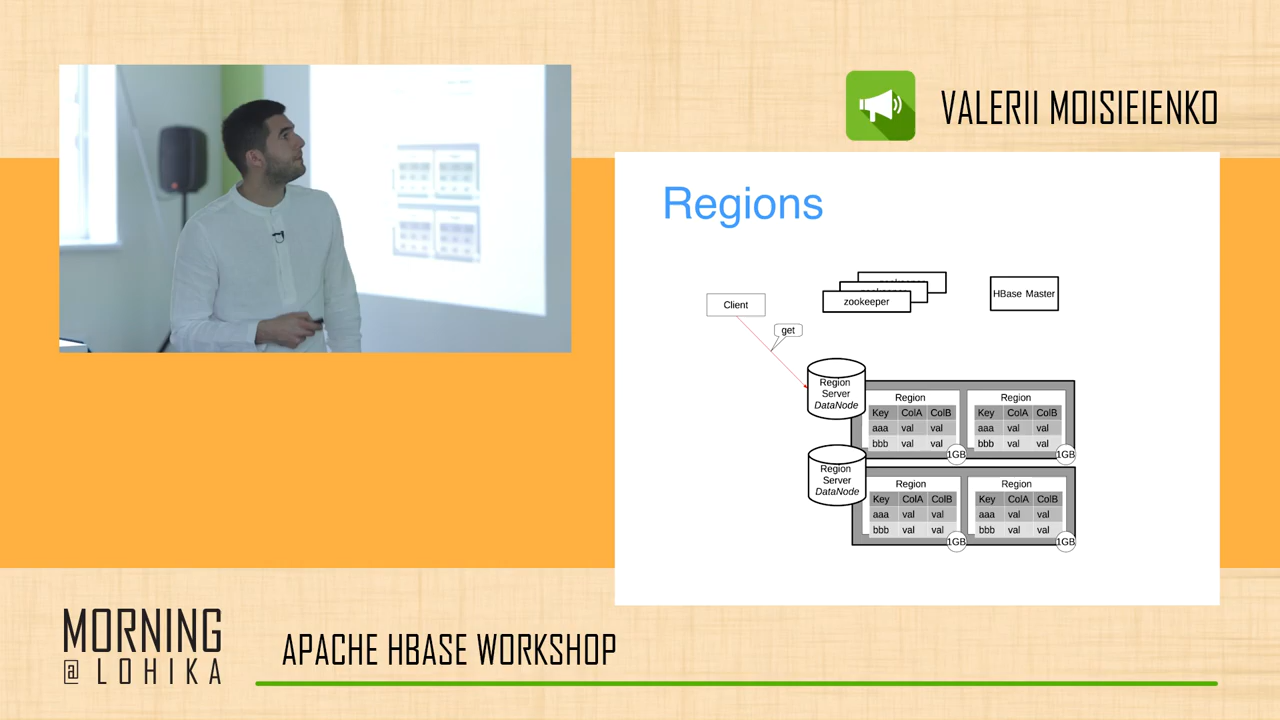 VALERII MOISIEIENKO
Regions
zookeeper
Client
HBase Master
get
Region
Server
DataNode
Region
Key ColA ColB
aaa val val
bbb val val
1GB
Region
Key ColA ColB
aaa val val
bbb val val
1GB
Region
Server
DataNode
Region
Key ColA ColB
aaa val val
bbb val val
1GB
Region
Key ColA ColB
aaa val val
bbb val val
1GB
MORNING
@ LOHIKA
APACHE HBASE WORKSHOP